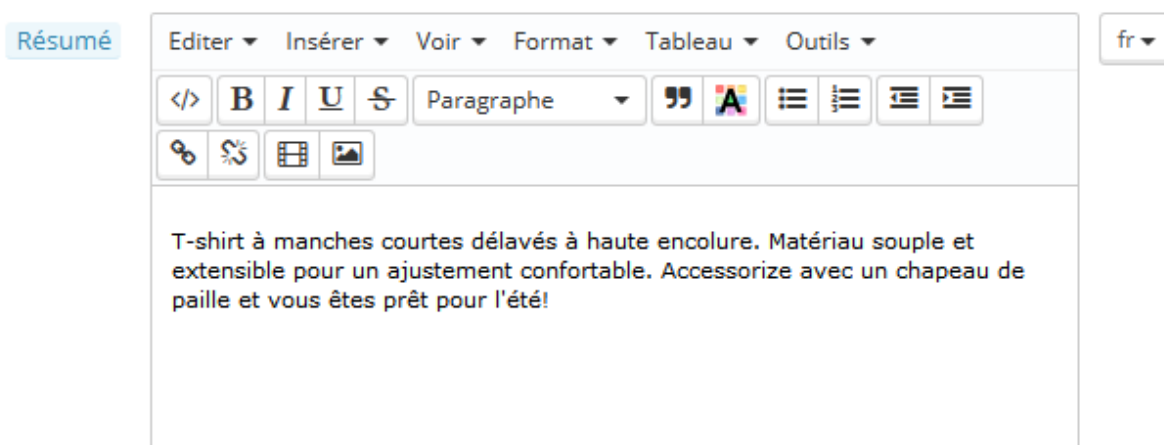 Résumé
Editer Insérer Voir Format Tableau Outils
fr
</> B I U S Paragraphe A
T-shirt à manches courtes délavés à haute encolure. Matériau souple et
extensible pour un ajustement confortable. Accessorize avec un chapeau de
paille et vous êtes prêt pour l'été!